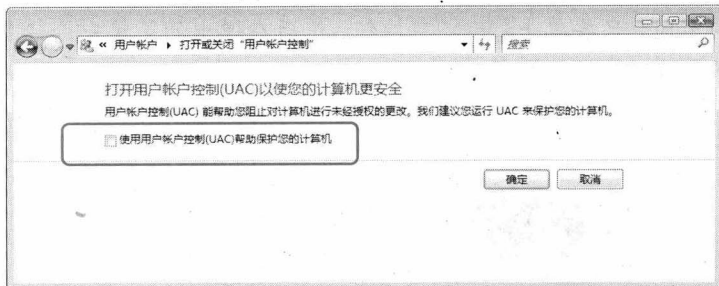 « 用户帐户 ▸ 打开或关闭“用户帐户控制” 搜索
打开用户帐户控制(UAC)以使您的计算机更安全
用户帐户控制(UAC) 能帮助您阻止对计算机进行未经授权的更改。我们建议您运行 UAC 来保护您的计算机。
使用用户帐户控制(UAC)帮助保护您的计算机
确定 取消